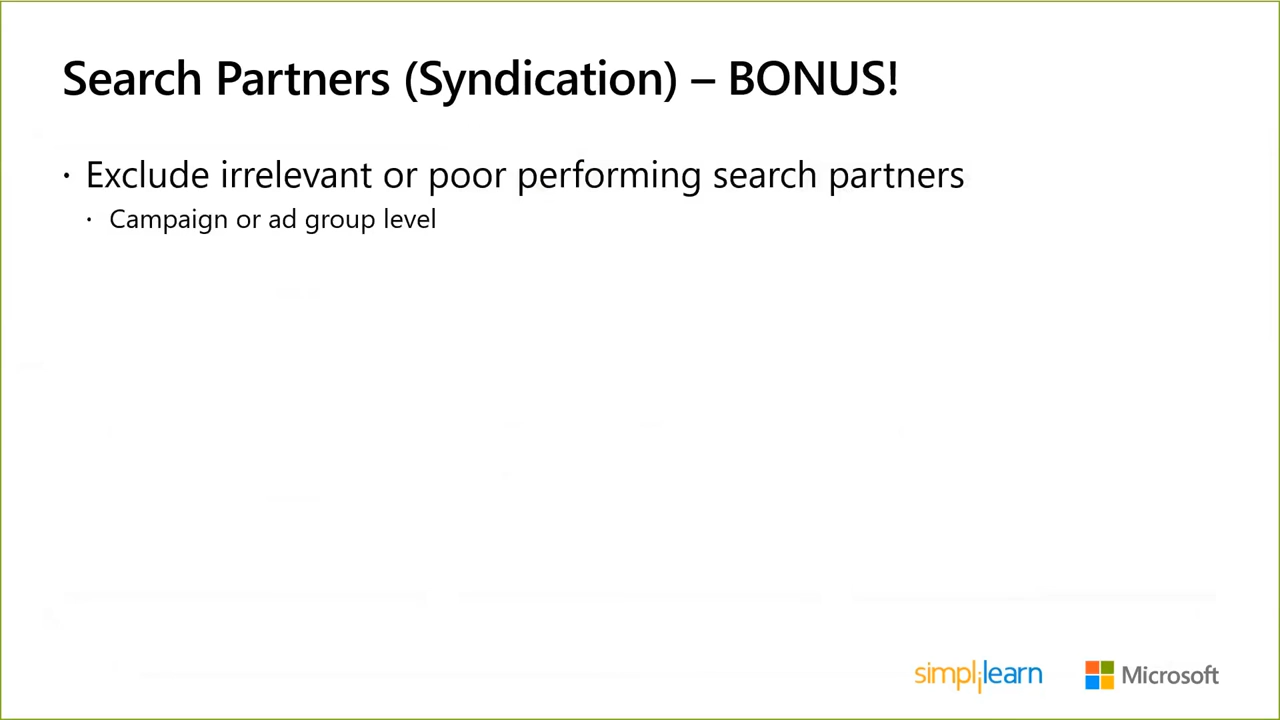 Search Partners (Syndication) – BONUS!
• Exclude irrelevant or poor performing search partners
• Campaign or ad group level
simplilearn
Microsoft